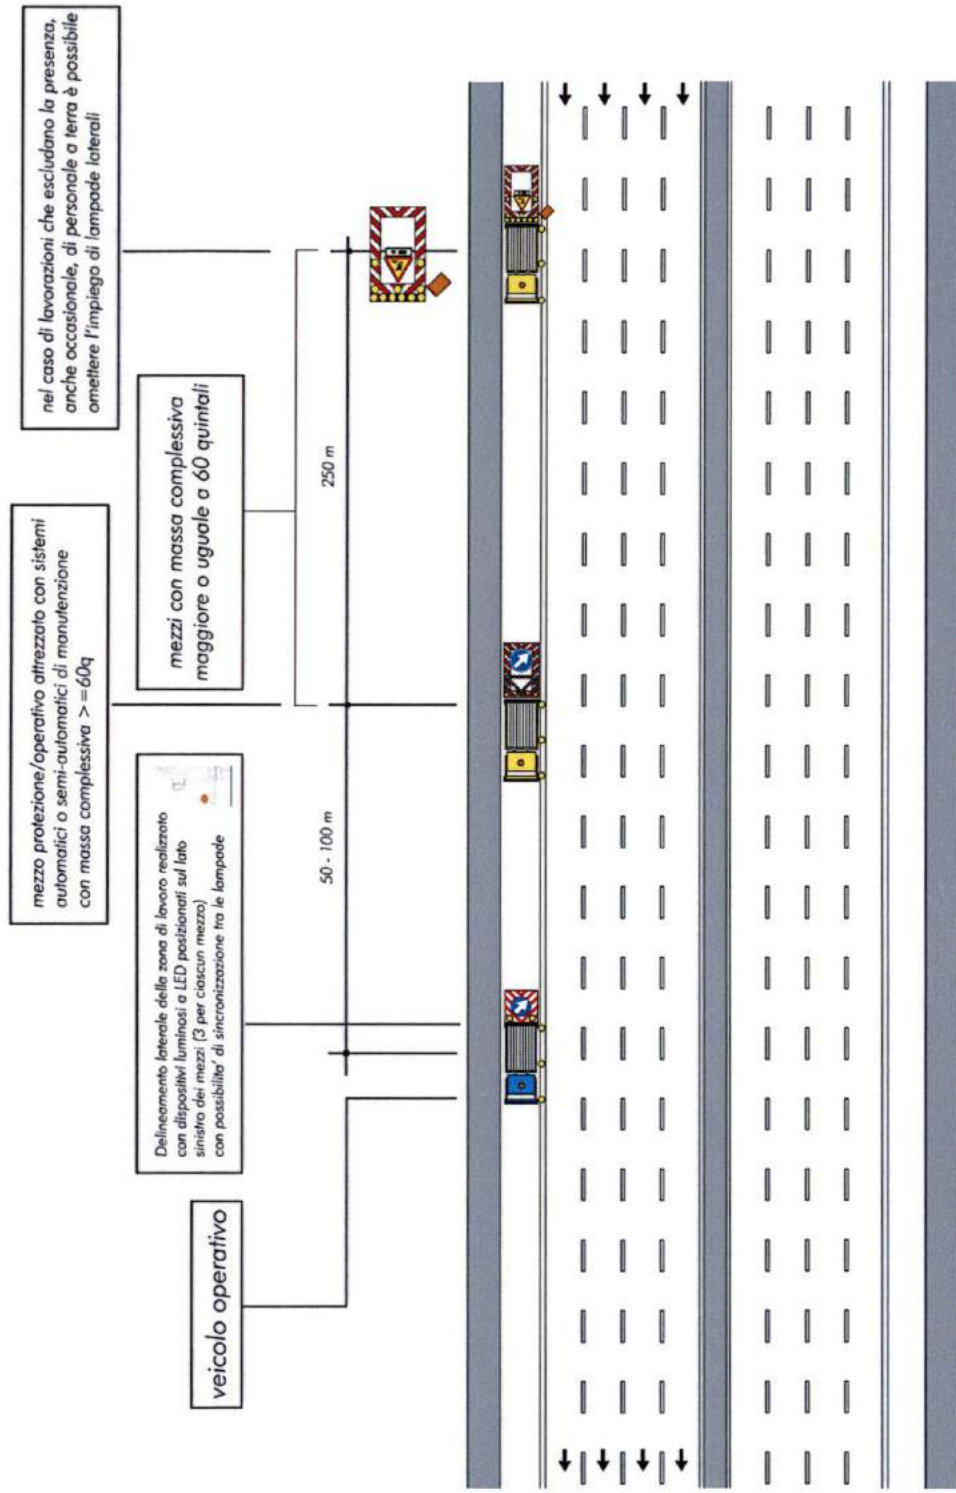 nel caso di lavorazioni che escludano la presenza,
anche occasionale, di personale a terra è possibile
omettere l'impiego di lampade laterali
mezzo protezione/operativo attrezzato con sistemi
automatici o semi-automatici di manutenzione
con massa complessiva >=60q
mezzi con massa complessiva
maggiore o uguale a 60 quintali
Delineamento laterale della zona di lavoro realizzato
con dispositivi luminosi a LED posizionati sul lato
sinistro dei mezzi (3 per ciascun mezzo)
con possibilita' di sincronizzazione tra le lampade
veicolo operativo
250 m
50 - 100 m